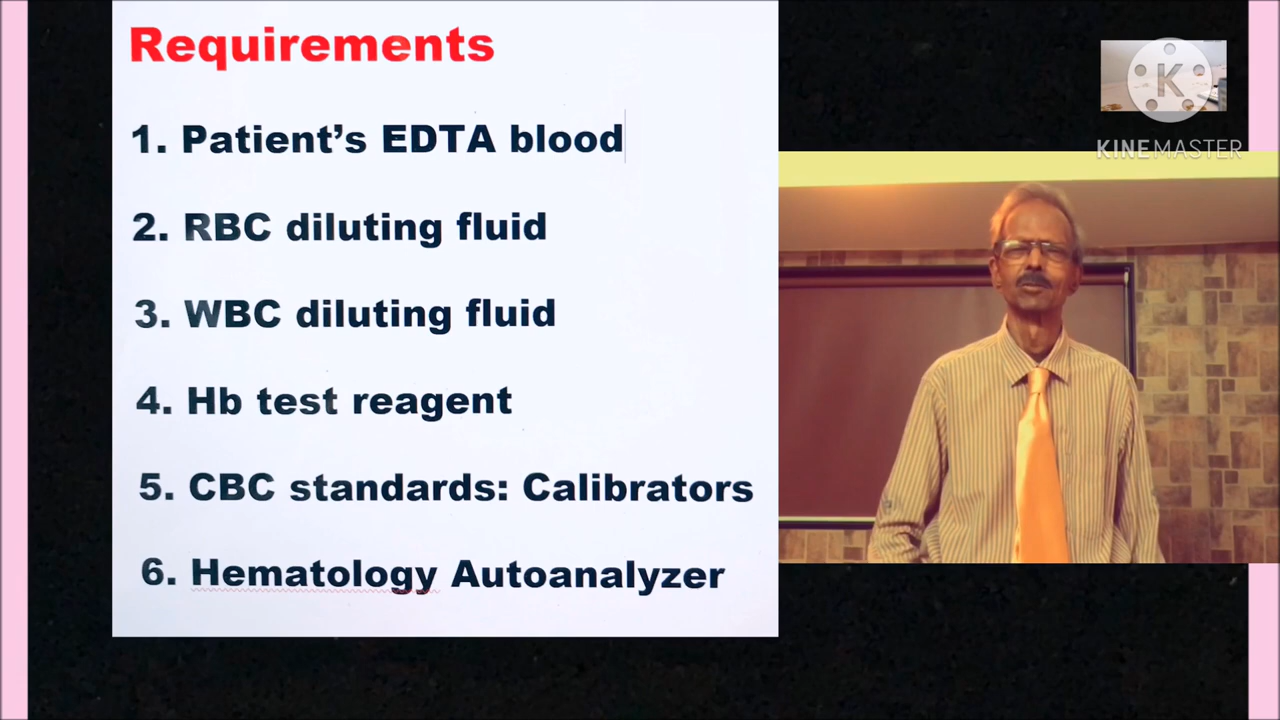 Requirements
1. Patient’s EDTA blood
2. RBC diluting fluid
3. WBC diluting fluid
4. Hb test reagent
5. CBC standards: Calibrators
6. Hematology Autoanalyzer
K
KINEMASTER